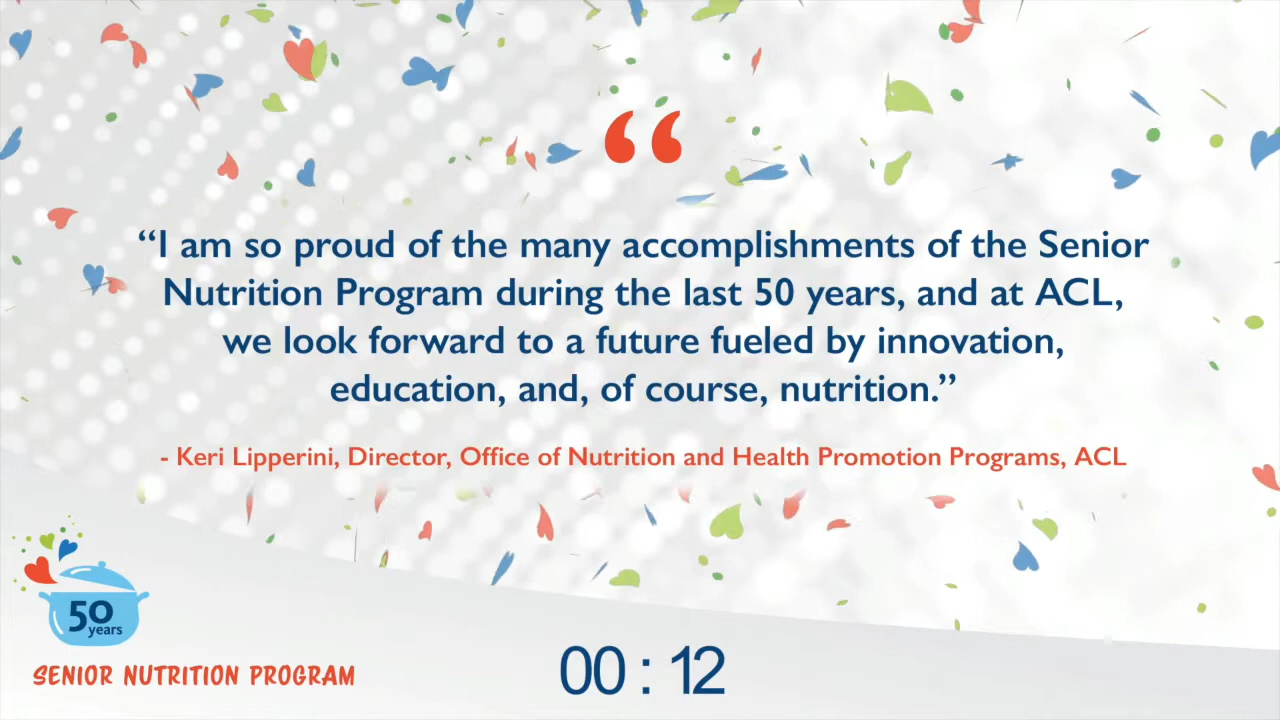 “
“I am so proud of the many accomplishments of the Senior
Nutrition Program during the last 50 years, and at ACL,
we look forward to a future fueled by innovation,
education, and, of course, nutrition.”
- Keri Lipperini, Director, Office of Nutrition and Health Promotion Programs, ACL
50
years
SENIOR NUTRITION PROGRAM
00 : 12